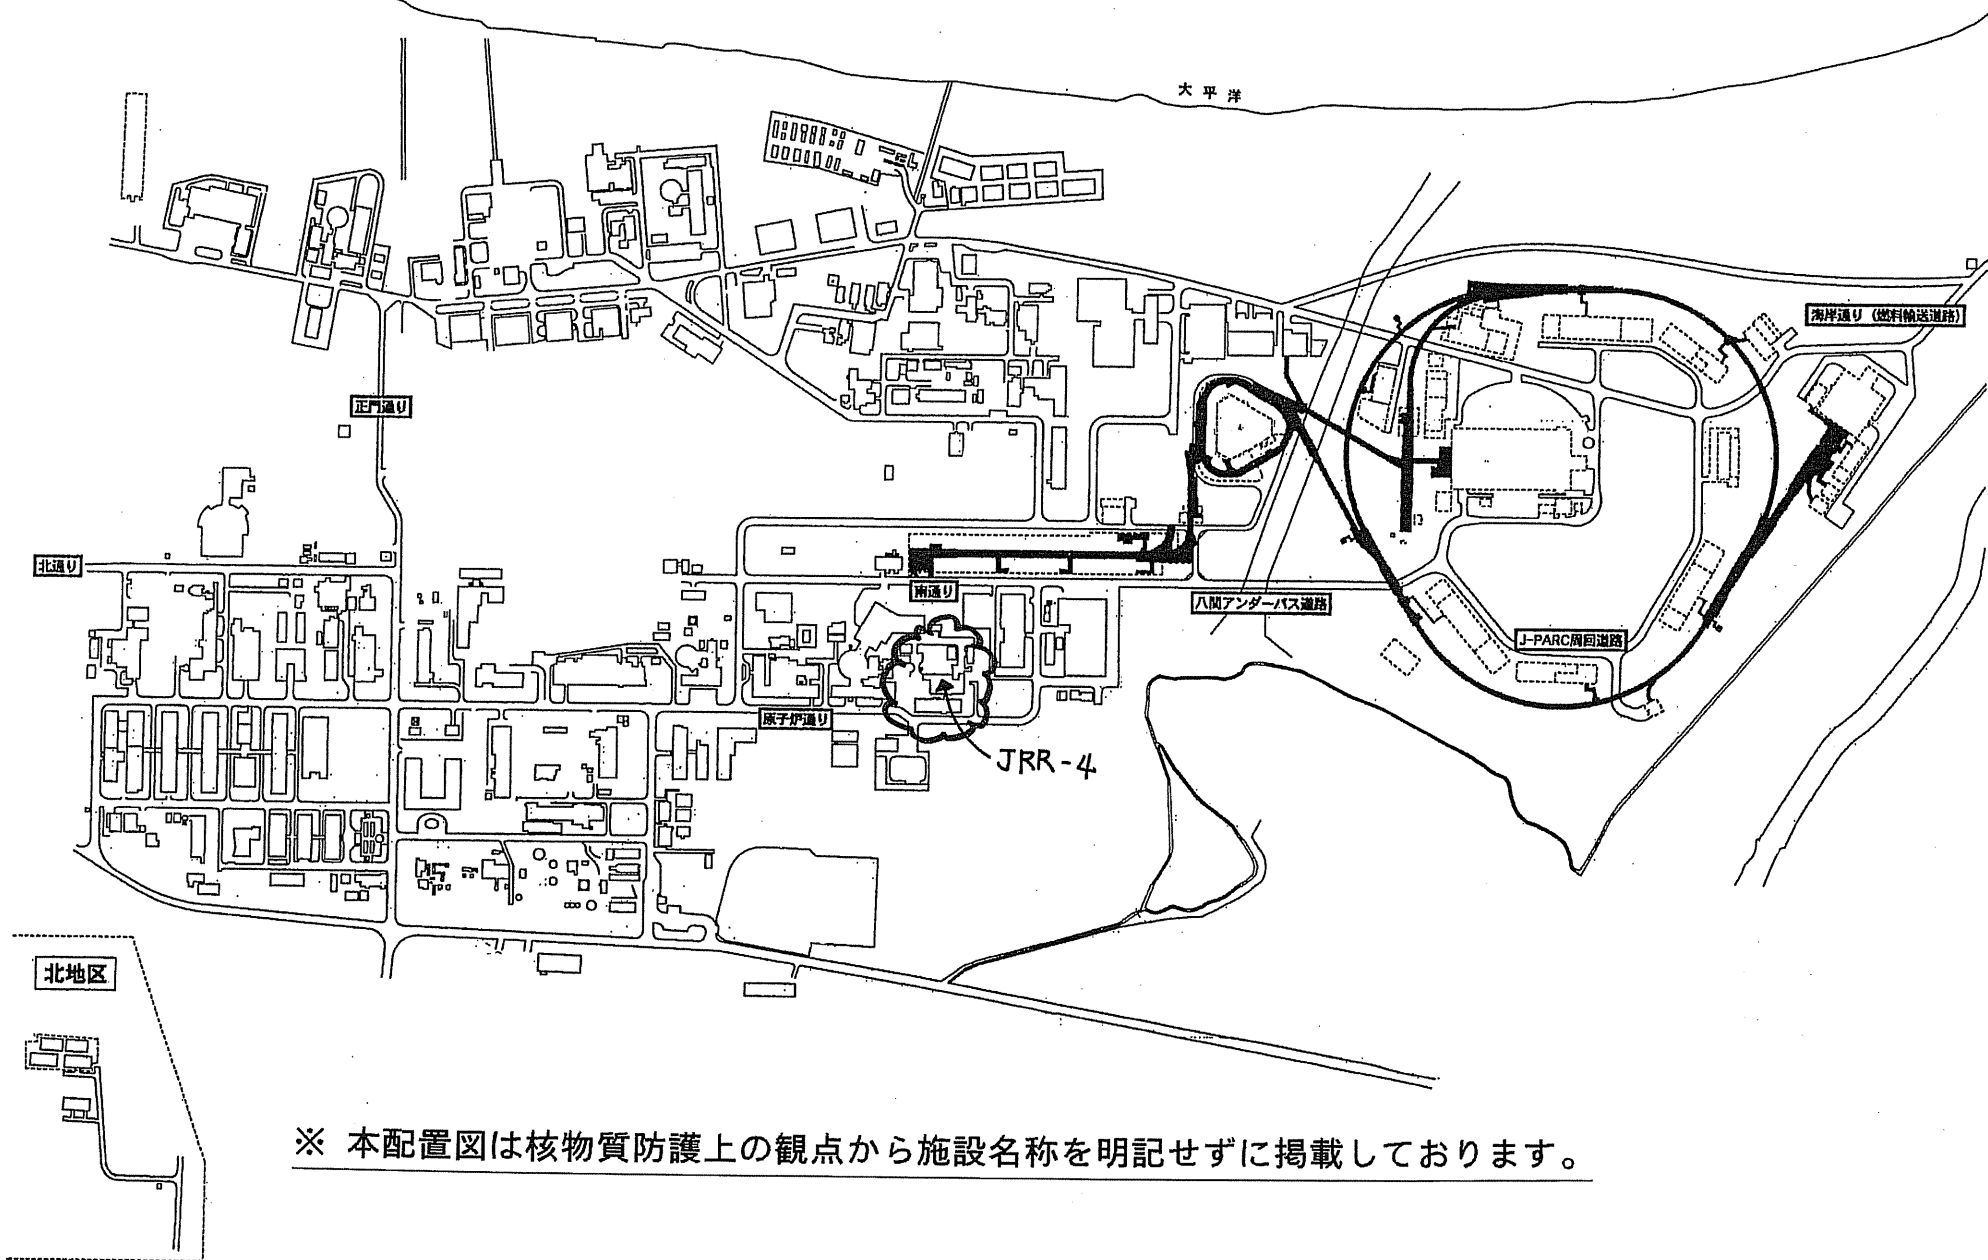 大平洋
海岸通り（燃料輸送道路）
正門通り
北通り
南通り
八間アンダーパス道路
J-PARC周回道路
原子炉通り
JRR-4
北地区
※ 本配置図は核物質防護上の観点から施設名称を明記せずに掲載しております。